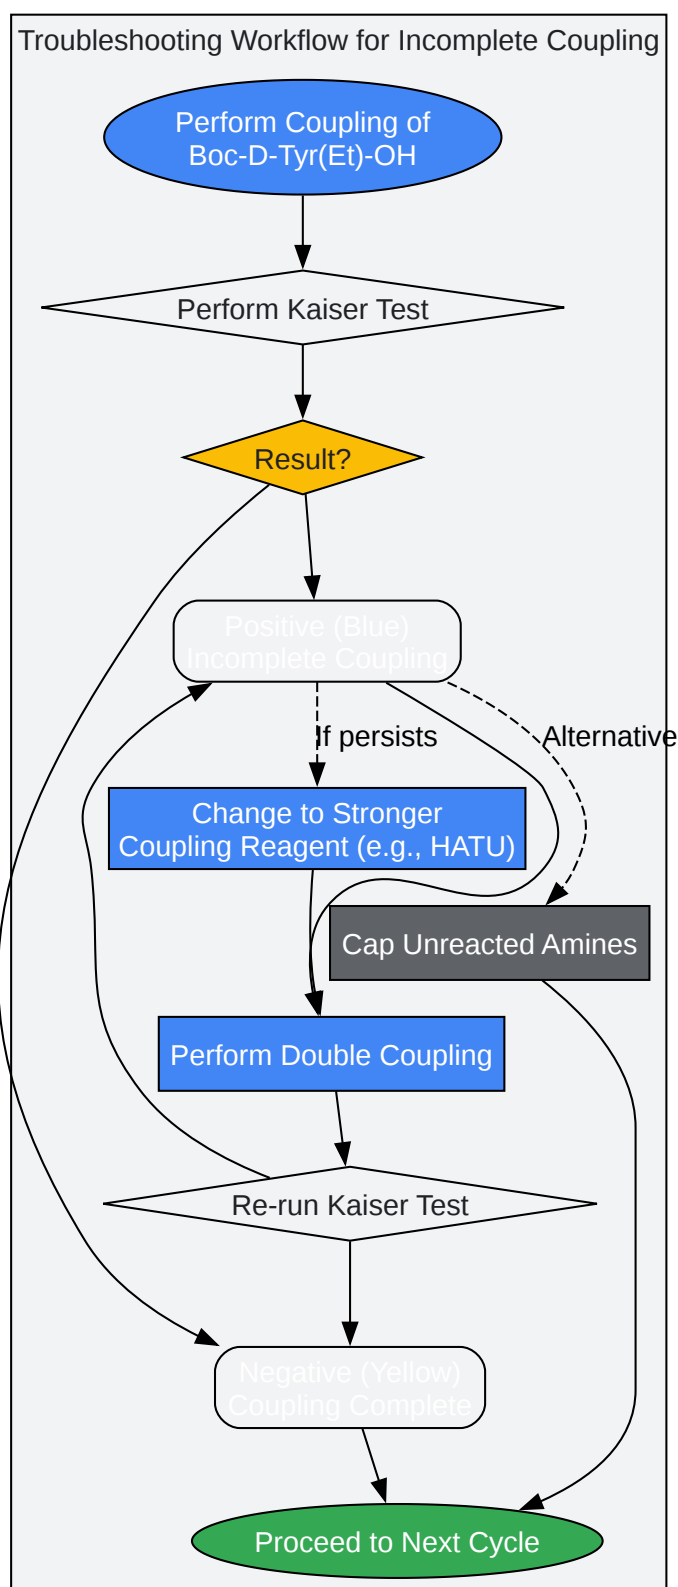 Troubleshooting Workflow for Incomplete Coupling
Perform Coupling of
Boc-D-Tyr(Et)-OH
Perform Kaiser Test
Result?
Positive (Blue)
Incomplete Coupling
If persists
Alternative
Change to Stronger
Coupling Reagent (e.g., HATU)
Cap Unreacted Amines
Perform Double Coupling
Re-run Kaiser Test
Negative (Yellow)
Coupling Complete
Proceed to Next Cycle